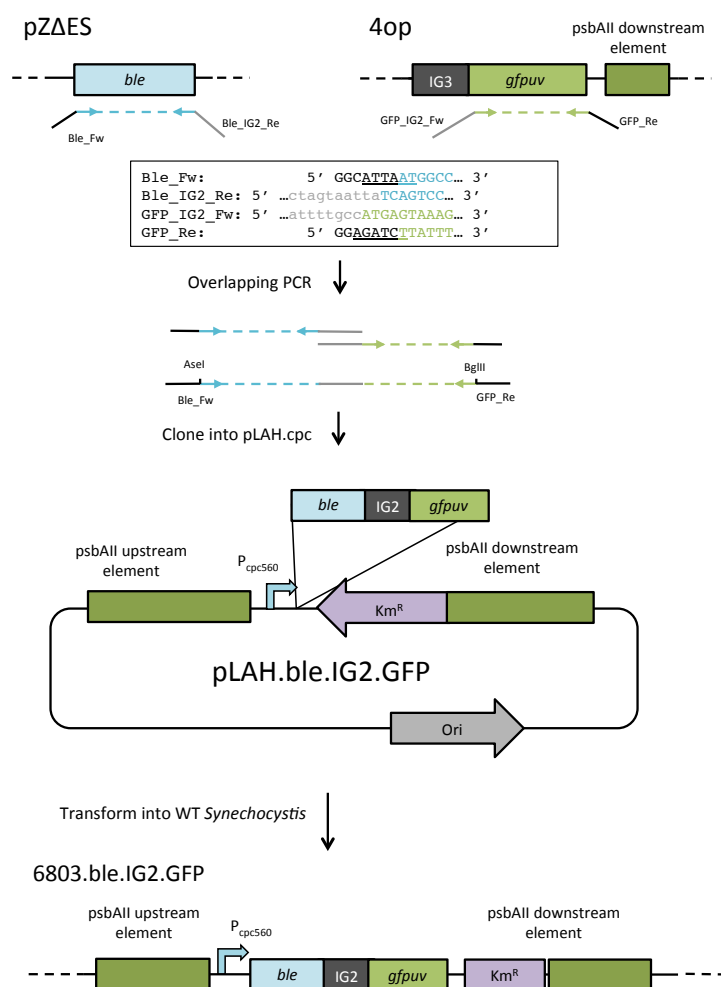 pZΔES
4op
psbAII downstream
element
ble
IG3
gfpuv
Ble_Fw
Ble_IG2_Re
GFP_IG2_Fw
GFP_Re
Ble_Fw: 5′ GGCATTAATGGCC… 3′
Ble_IG2_Re: 5′ …ctagtaattaTCAGTCC… 3′
GFP_IG2_Fw: 5′ …attttgccATGAGTAAAG… 3′
GFP_Re: 5′ GGAGATCTTATTT… 3′
Overlapping PCR
AseI
BglII
Ble_Fw
GFP_Re
Clone into pLAH.cpc
ble
IG2
gfpuv
psbAII upstream
element
Pcpc560
psbAII downstream
element
KmR
pLAH.ble.IG2.GFP
Ori
Transform into WT Synechocystis
6803.ble.IG2.GFP
psbAII upstream
element
Pcpc560
psbAII downstream
element
ble
IG2
gfpuv
KmR